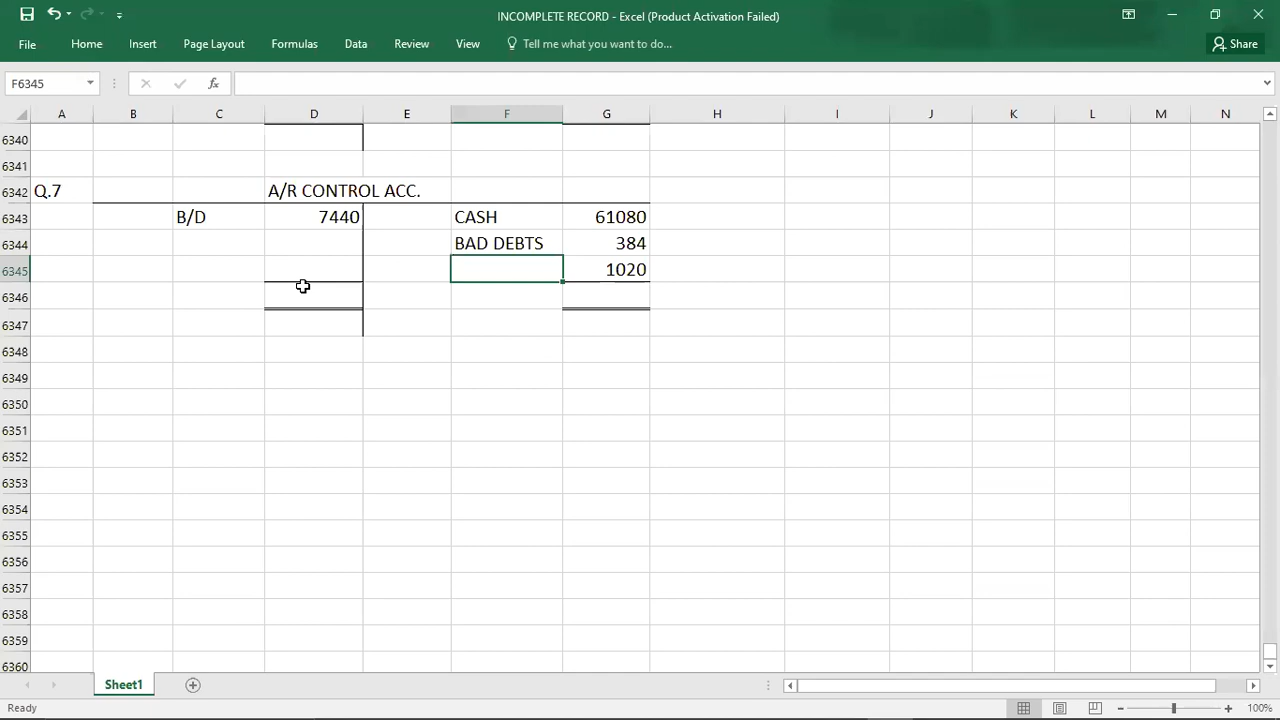 INCOMPLETE RECORD - Excel (Product Activation Failed)
File Home Insert Page Layout Formulas Data Review View Tell me what you want to do... Share
F6345 fx
A B C D E F G H I J K L M N
6340
6341
6342 Q.7 A/R CONTROL ACC.
6343 B/D 7440 CASH 61080
6344 BAD DEBTS 384
6345 1020
6346
6347
6348
6349
6350
6351
6352
6353
6354
6355
6356
6357
6358
6359
6360
Sheet1
Ready 100%